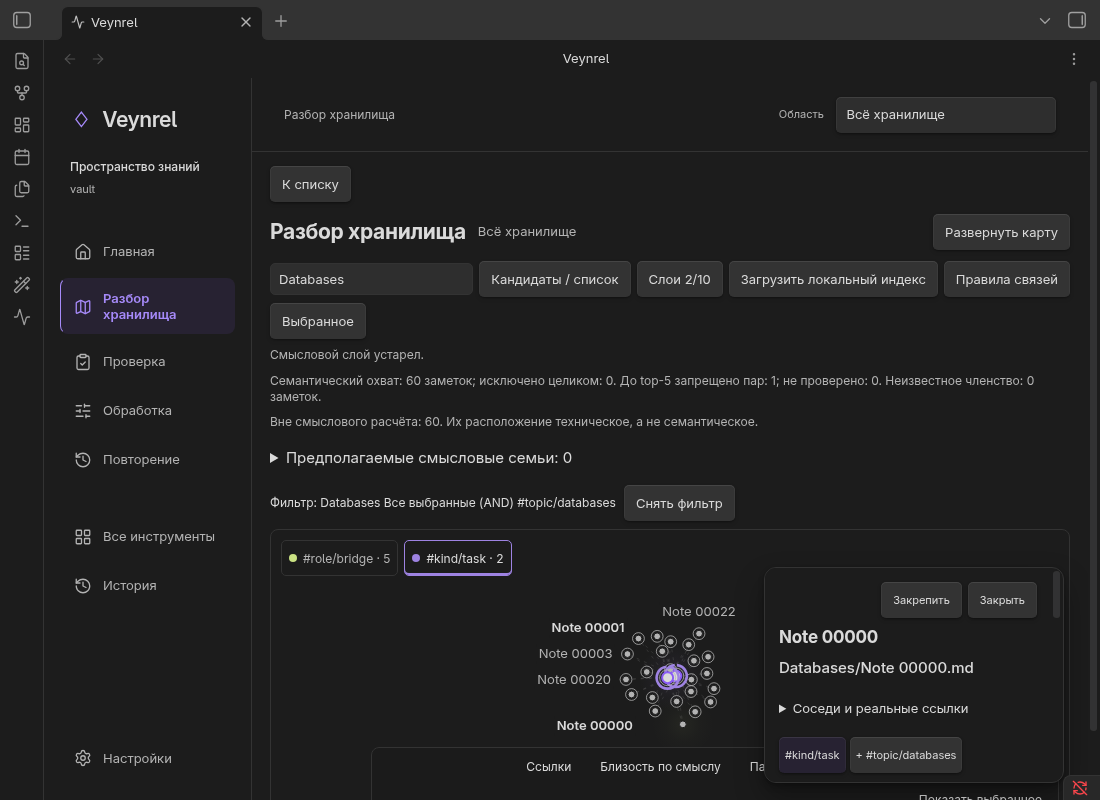 Veynrel
Veynrel
Veynrel
Разбор хранилища
Область
Всё хранилище
Пространство знаний
vault
Главная
Разбор
хранилища
Проверка
Обработка
Повторение
Все инструменты
История
Настройки
К списку
Разбор хранилища
Всё хранилище
Развернуть карту
Databases
Кандидаты / список
Слои 2/10
Загрузить локальный индекс
Правила связей
Выбранное
Смысловой слой устарел.
Семантический охват: 60 заметок; исключено целиком: 0. До top-5 запрещено пар: 1; не проверено: 0. Неизвестное членство: 0
заметок.
Вне смыслового расчёта: 60. Их расположение техническое, а не семантическое.
Предполагаемые смысловые семьи: 0
Фильтр: Databases Все выбранные (AND) #topic/databases
Снять фильтр
#role/bridge · 5
#kind/task · 2
Note 00022
Note 00001
Note 00003
Note 00020
Note 00000
Ссылки
Близость по смыслу
Закрепить
Закрыть
Note 00000
Databases/Note 00000.md
Соседи и реальные ссылки
#kind/task
+ #topic/databases
Показать выбранное